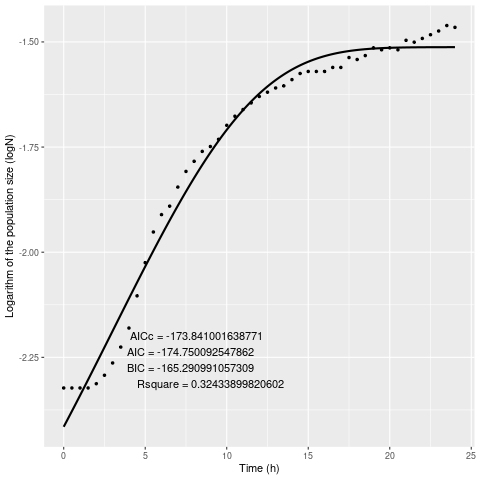 -1.50
-1.75
-2.00
-2.25
Logarithm of the population size (logN)
AICc = -173.841001638771
AIC = -174.750092547862
BIC = -165.290991057309
Rsquare = 0.32433899820602
0 5 10 15 20 25
Time (h)